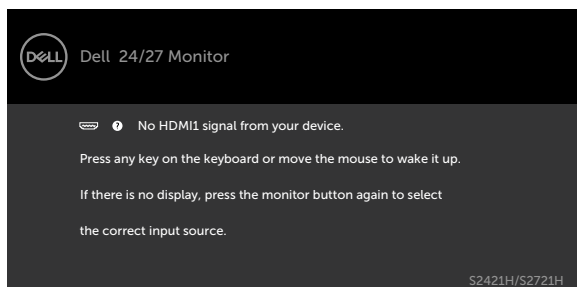 DELL Dell 24/27 Monitor
? No HDMI1 signal from your device.
Press any key on the keyboard or move the mouse to wake it up.
If there is no display, press the monitor button again to select
the correct input source.
S2421H/S2721H